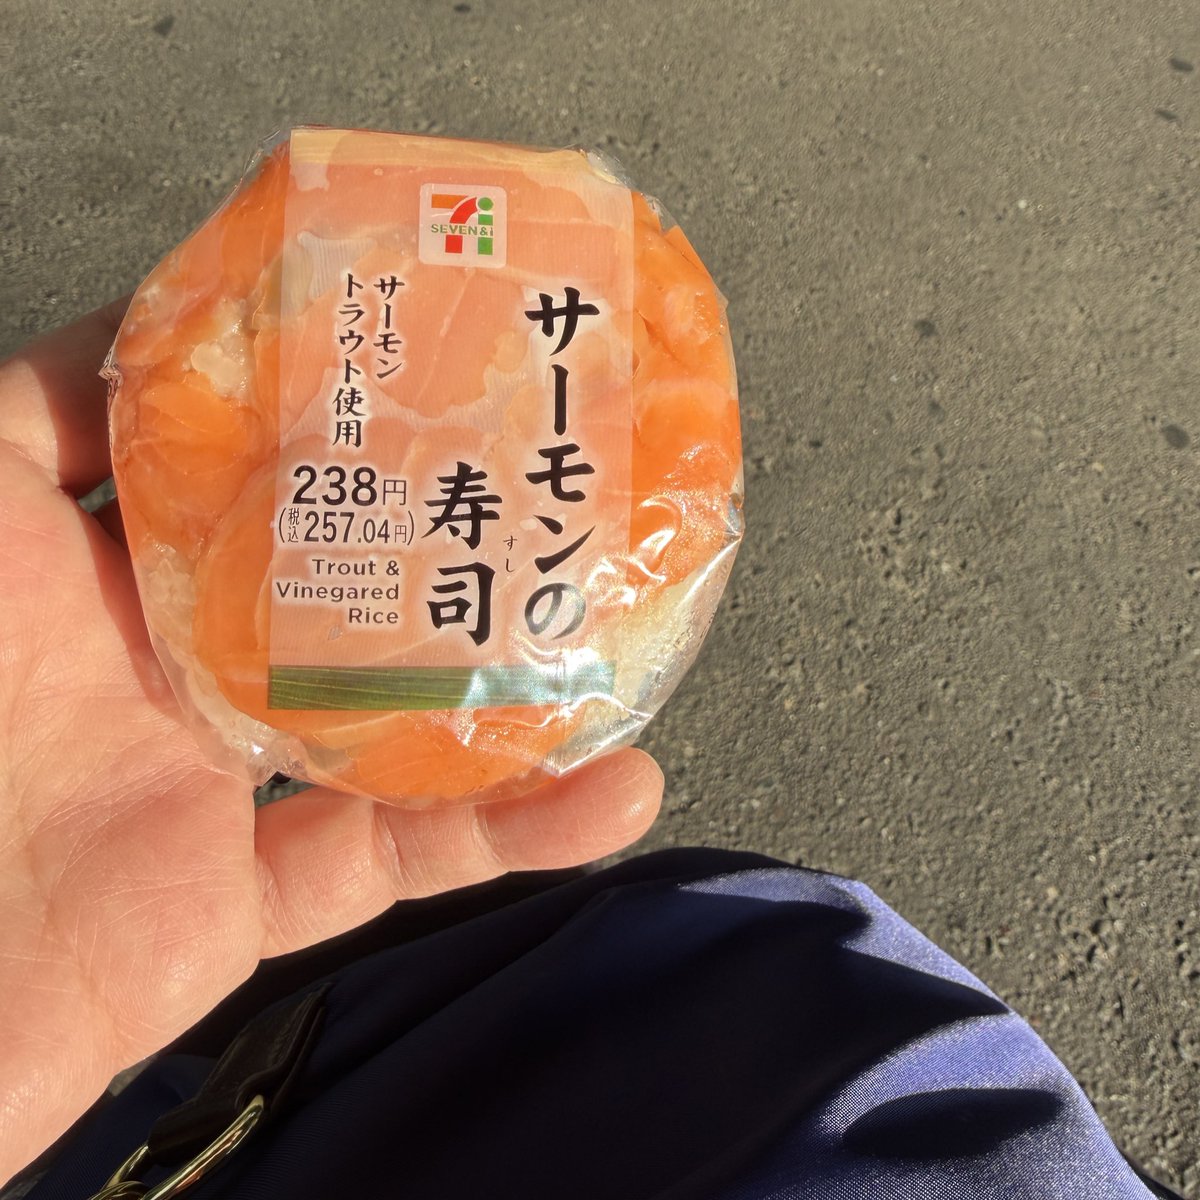 SEVEN&i
サーモンの
寿司
すし
サーモン
トラウト使用
238円
(税込257.04円)
Trout &
Vinegared
Rice